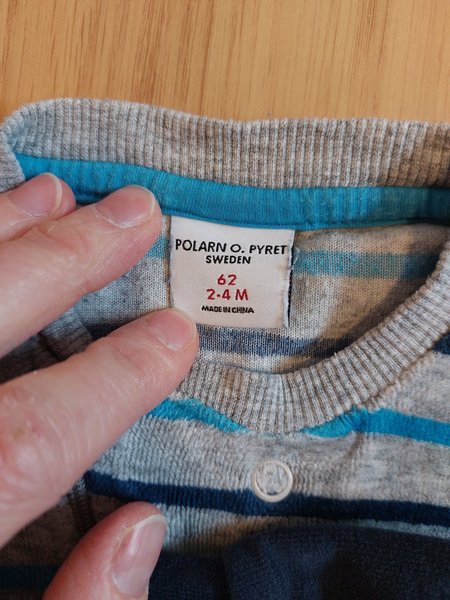 POLARN O. PYRET
SWEDEN
62
2-4 M
MADE IN CHINA